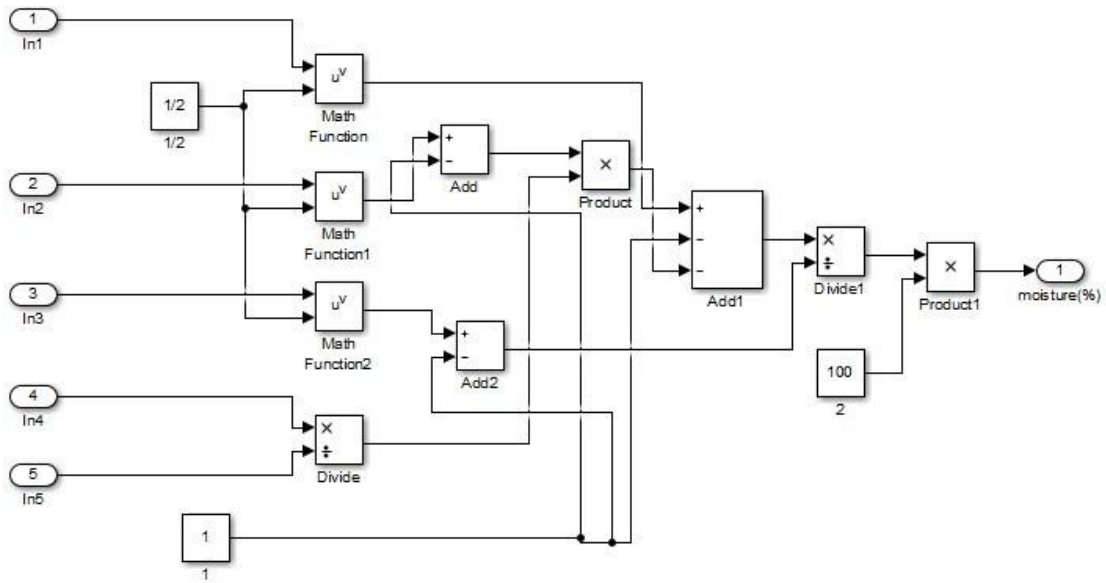 1
In1
1/2
1/2
u^v
Math
Function
2
In2
u^v
Math
Function1
+
−
Add
×
Product
3
In3
u^v
Math
Function2
+
−
Add2
+
−
−
Add1
×
÷
Divide1
×
Product1
1
moisture(%)
100
2
4
In4
5
In5
×
÷
Divide
1
1